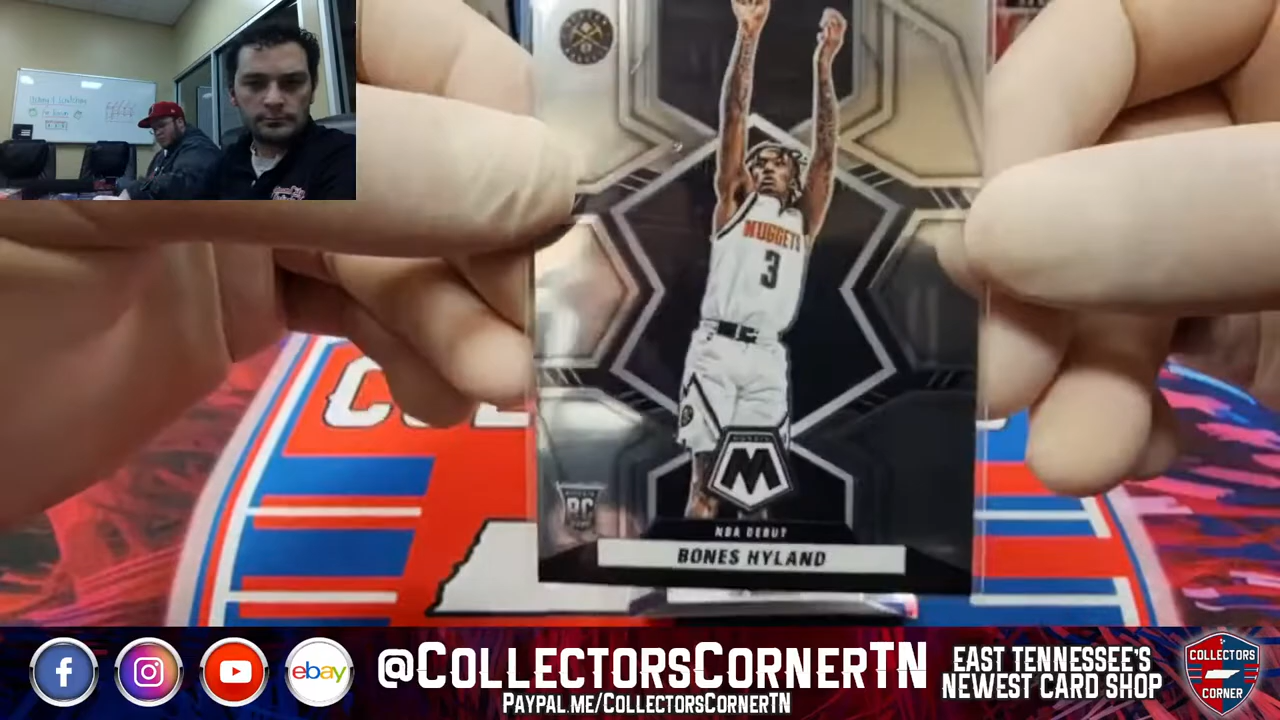 NUGGETS
3
RC
NBA DEBUT
BONES HYLAND
ebay
@COLLECTORSCORNERTN
PAYPAL.ME/COLLECTORSCORNERTN
EAST TENNESSEE'S
NEWEST CARD SHOP
COLLECTORS
CORNER